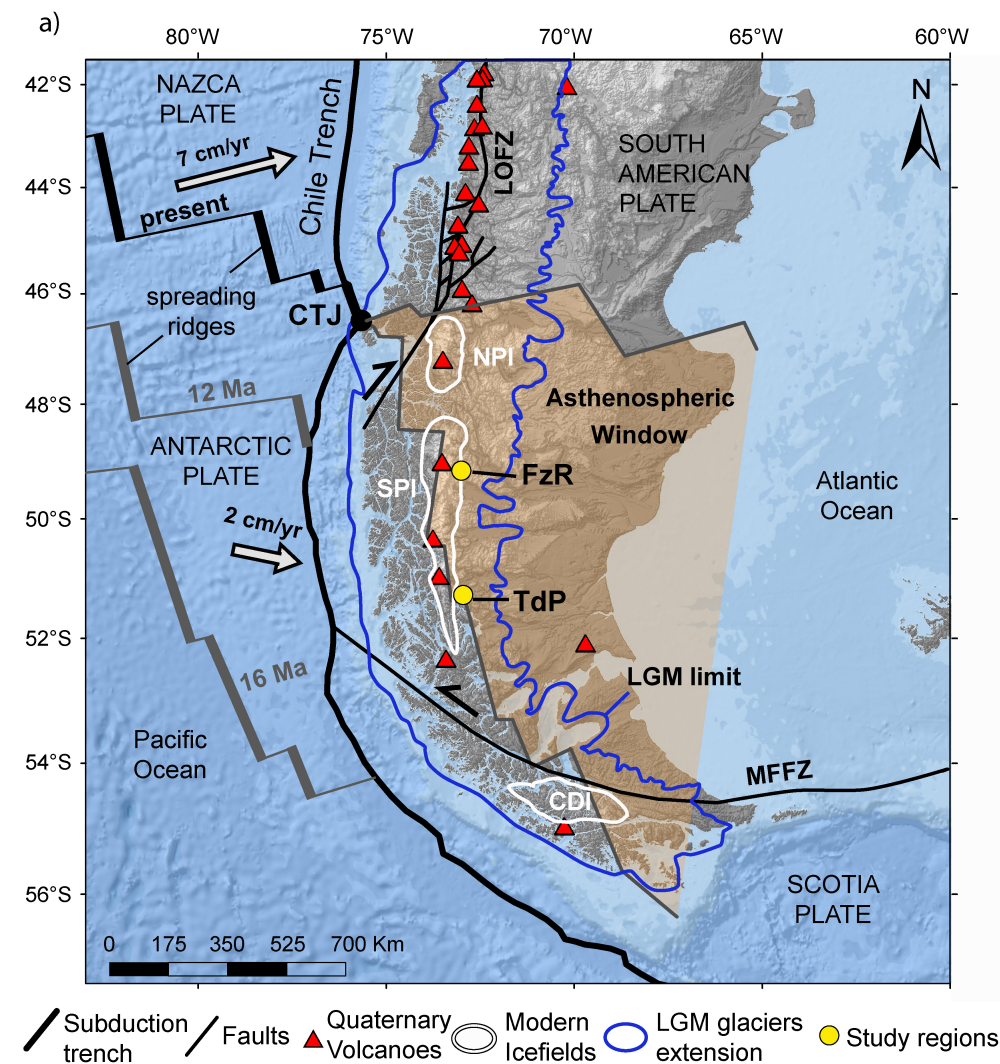 a)
80°W
75°W
70°W
65°W
60°W
42°S
44°S
46°S
48°S
50°S
52°S
54°S
56°S
NAZCA
PLATE
7 cm/yr
present
Chile Trench
LOFZ
SOUTH
AMERICAN
PLATE
N
spreading
ridges
CTJ
NPI
12 Ma
Asthenospheric
Window
ANTARCTIC
PLATE
SPI
FzR
Atlantic
Ocean
2 cm/yr
TdP
16 Ma
LGM limit
Pacific
Ocean
MFFZ
CDI
SCOTIA
PLATE
0 175 350 525 700 Km
Subduction
trench
Faults
Quaternary
Volcanoes
Modern
Icefields
LGM glaciers
extension
Study regions